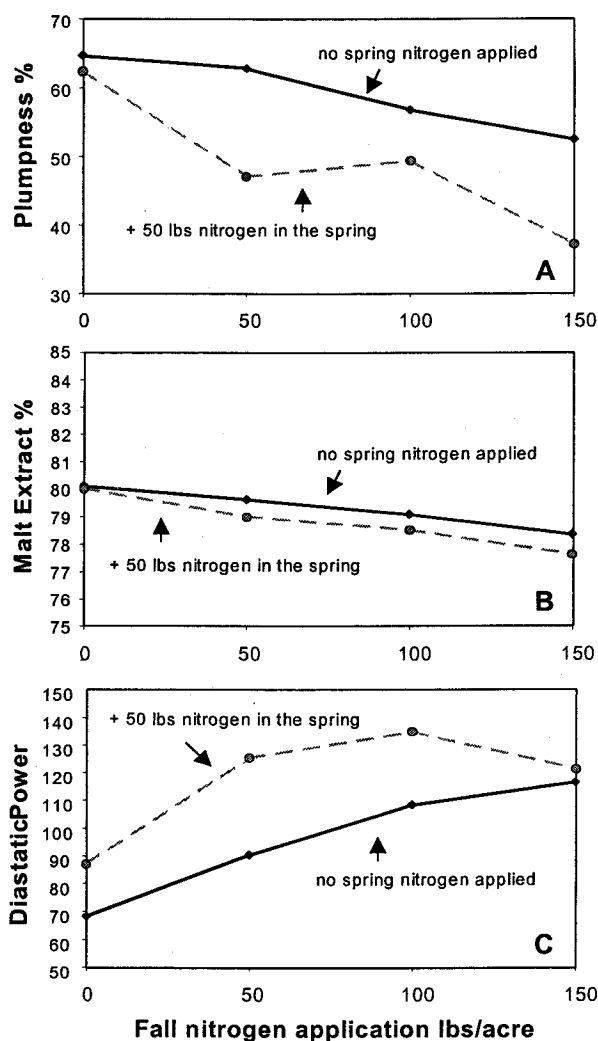 70
60
50
40
30
Plumpness %
no spring nitrogen applied
+ 50 lbs nitrogen in the spring
A
0 50 100 150
85
84
83
82
81
80
79
78
77
76
75
Malt Extract %
no spring nitrogen applied
+ 50 lbs nitrogen in the spring
B
0 50 100 150
150
140
130
120
110
100
90
80
70
60
50
DiastaticPower
+ 50 lbs nitrogen in the spring
no spring nitrogen applied
C
0 50 100 150
Fall nitrogen application lbs/acre